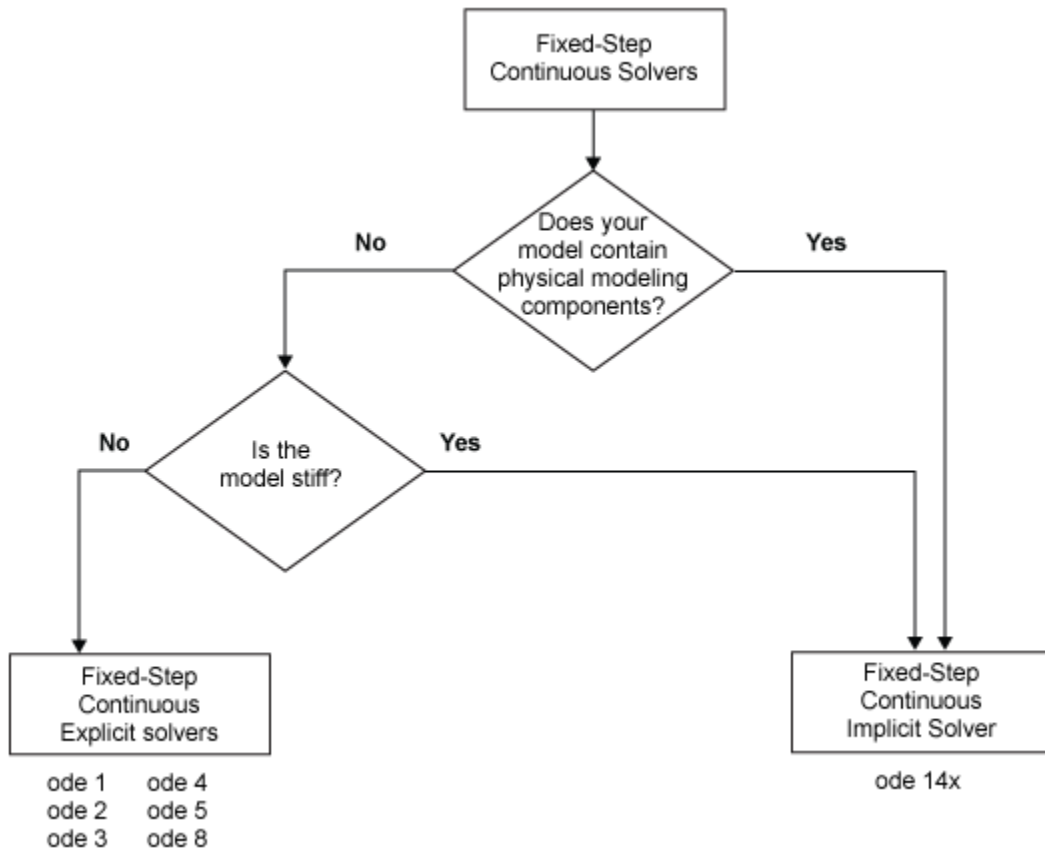 Fixed-Step
Continuous Solvers
Does your
model contain
physical modeling
components?
No
Yes
Is the
model stiff?
No
Yes
Fixed-Step
Continuous
Explicit solvers
Fixed-Step
Continuous
Implicit Solver
ode 1 ode 4
ode 2 ode 5
ode 3 ode 8
ode 14x